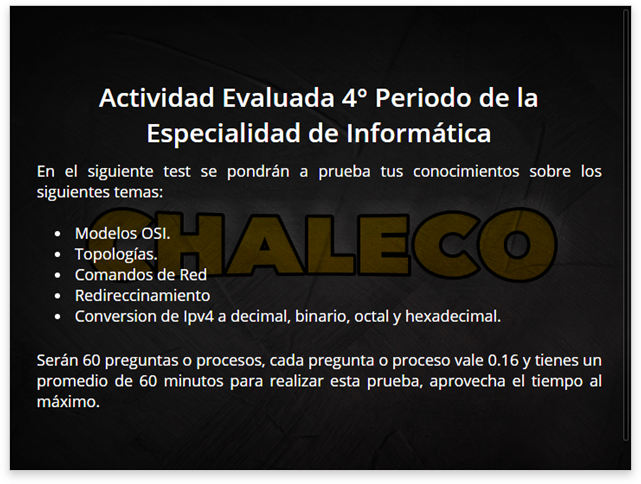 Actividad Evaluada 4° Periodo de la
Especialidad de Informática
En el siguiente test se pondrán a prueba tus conocimientos sobre los
siguientes temas:
CHALECO
• Modelos OSI.
• Topologías.
• Comandos de Red
• Redireccinamiento
• Conversion de Ipv4 a decimal, binario, octal y hexadecimal.
Serán 60 preguntas o procesos, cada pregunta o proceso vale 0.16 y tienes un
promedio de 60 minutos para realizar esta prueba, aprovecha el tiempo al
máximo.